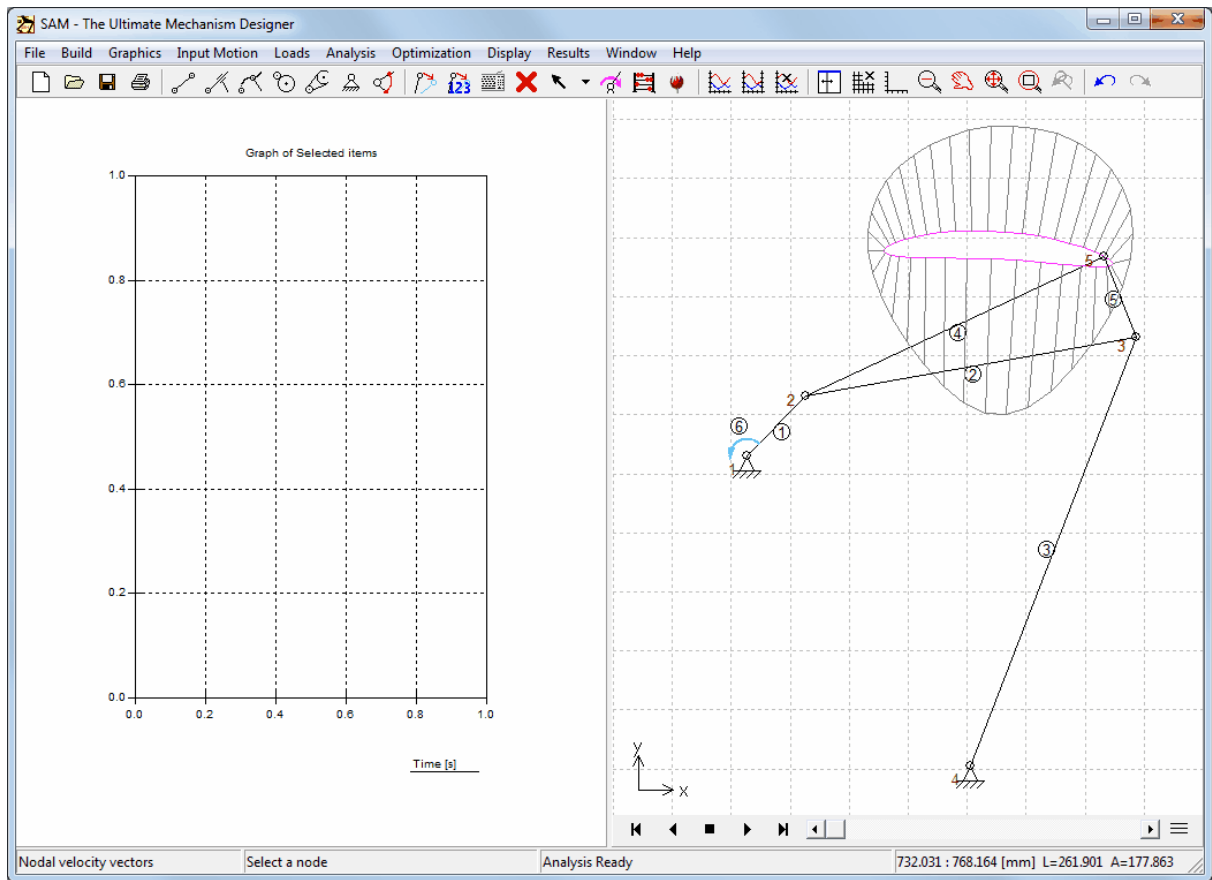 SAM - The Ultimate Mechanism Designer
File Build Graphics Input Motion Loads Analysis Optimization Display Results Window Help
123
Graph of Selected items
1.0
0.8
0.6
0.4
0.2
0.0
0.0 0.2 0.4 0.6 0.8 1.0
Time [s]
5
5
4
3
2
2
6
1
1
3
4
y
x
Nodal velocity vectors Select a node Analysis Ready 732.031 : 768.164 [mm] L=261.901 A=177.863